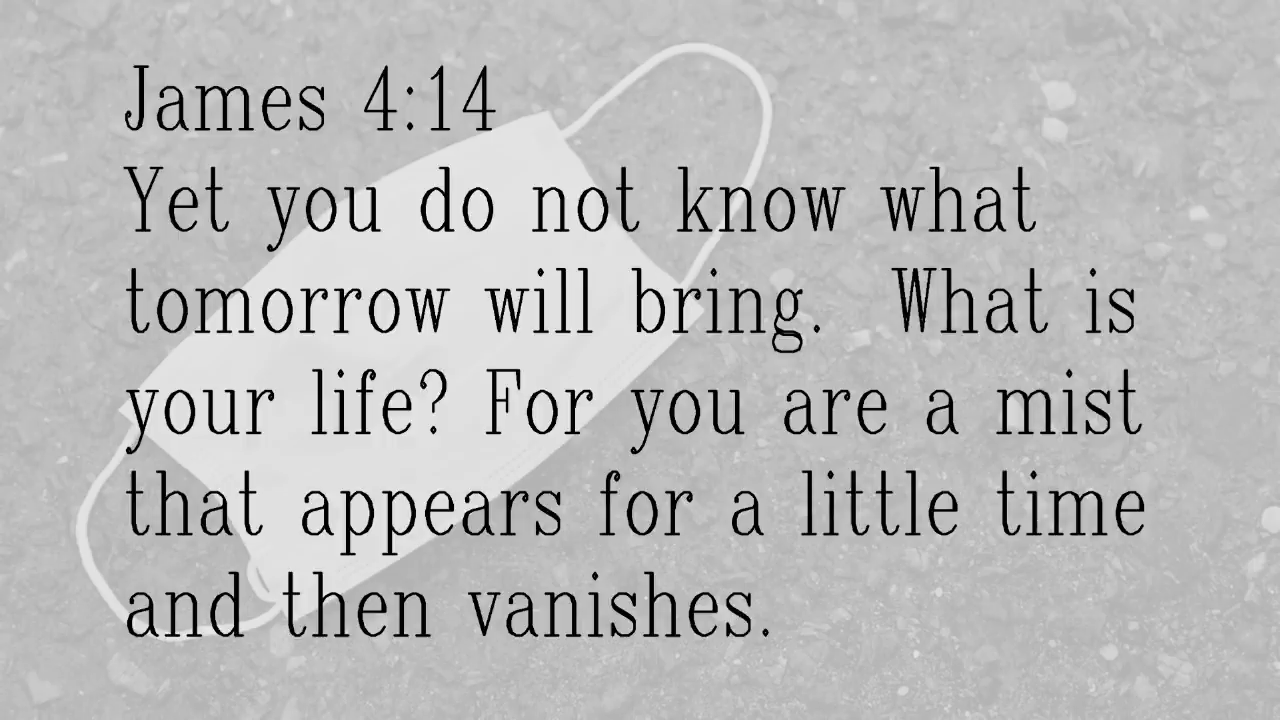 James 4:14
Yet you do not know what
tomorrow will bring.  What is
your life? For you are a mist
that appears for a little time
and then vanishes.